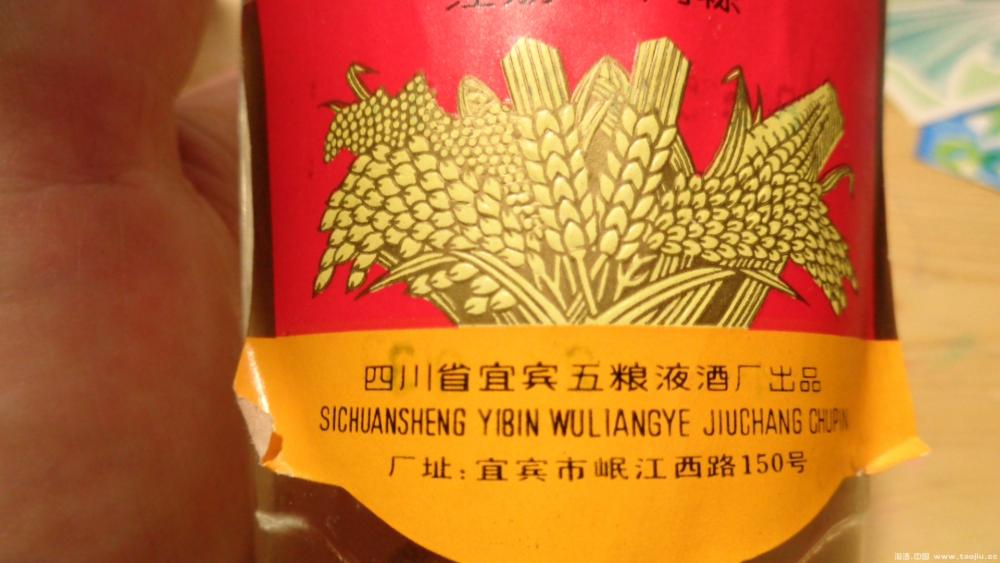 四川省宜宾五粮液酒厂出品
SICHUANSHENG YIBIN WULIANGYE JIUCHANG CHUPIN
厂址:宜宾市岷江西路150号
淘酒.中国 www.taojiu.cc